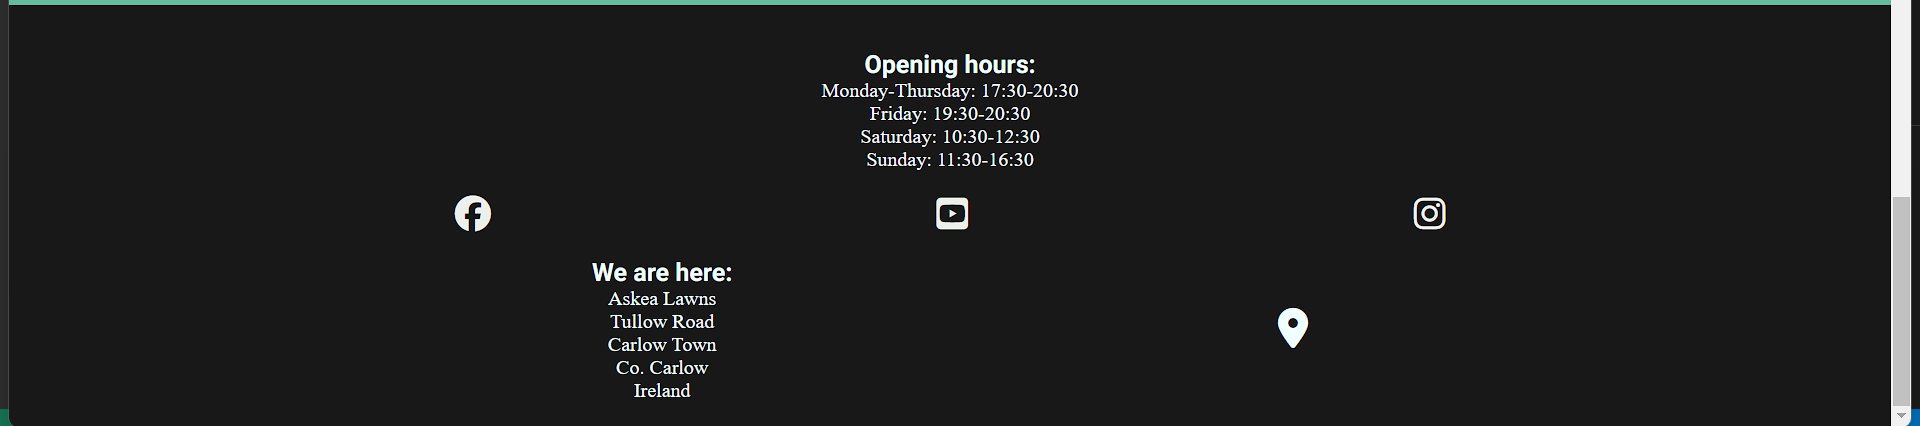 Opening hours:
Monday-Thursday: 17:30-20:30
Friday: 19:30-20:30
Saturday: 10:30-12:30
Sunday: 11:30-16:30
We are here:
Askea Lawns
Tullow Road
Carlow Town
Co. Carlow
Ireland